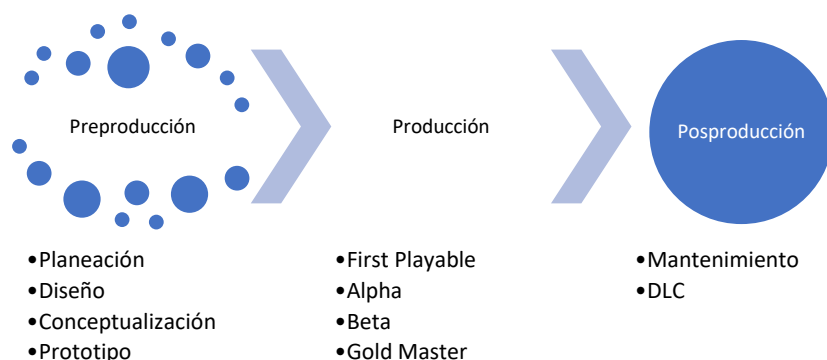 Preproducción
Producción
Posproducción
•Planeación
•Diseño
•Conceptualización
•Prototipo
•First Playable
•Alpha
•Beta
•Gold Master
•Mantenimiento
•DLC